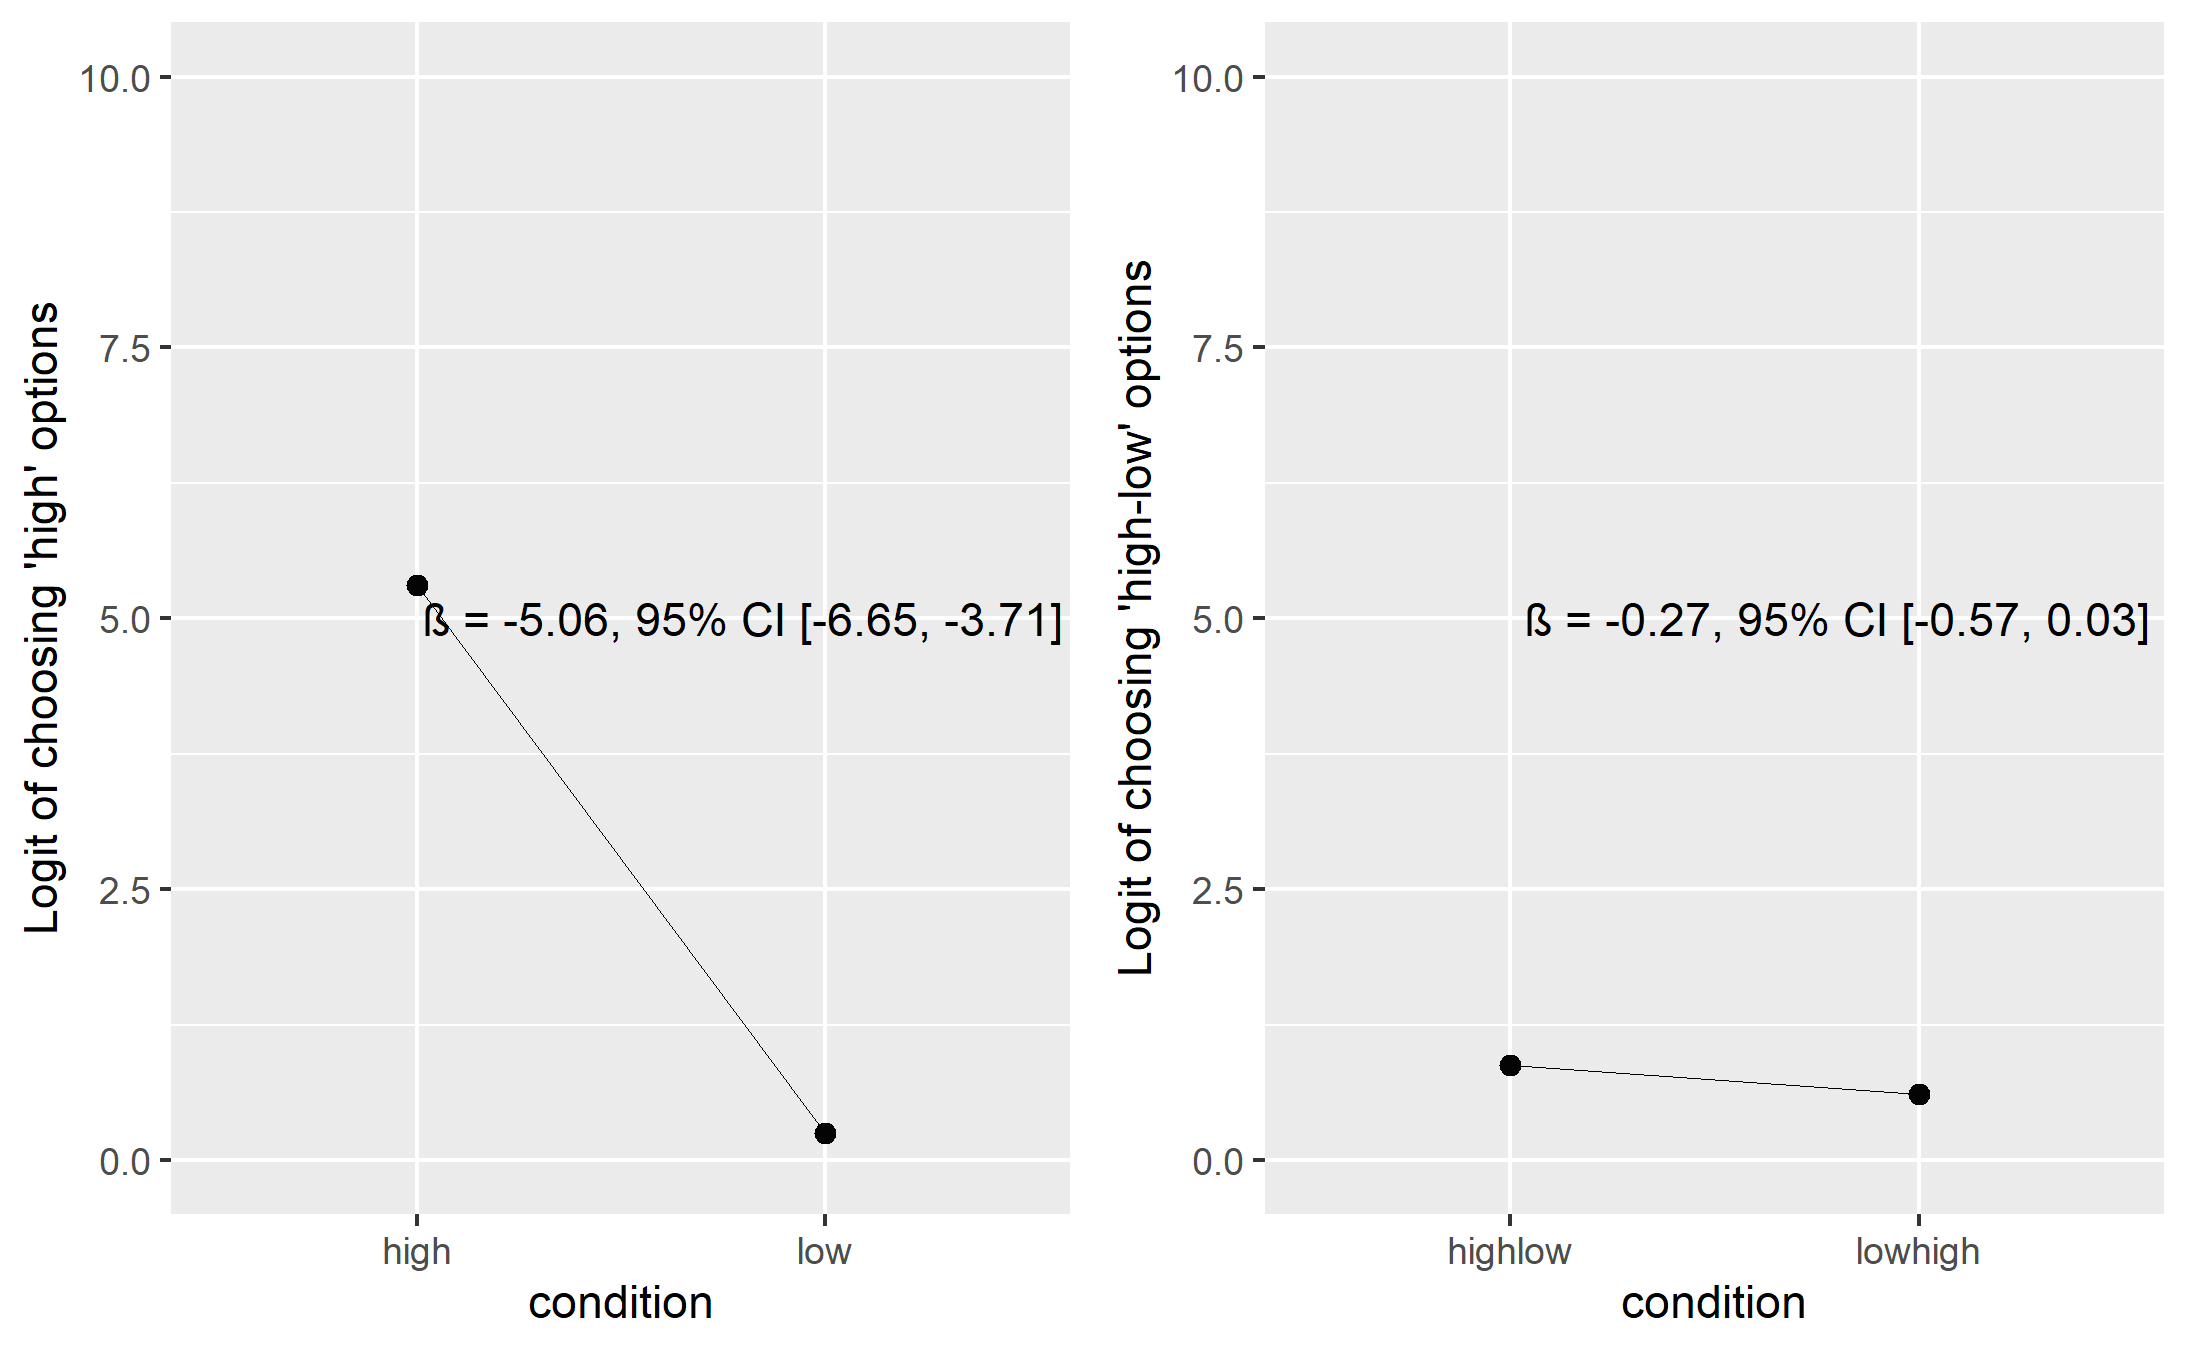 Logit of choosing 'high' options
10.0
7.5
5.0
2.5
0.0
ß = -5.06, 95% CI [-6.65, -3.71]
high
low
condition
Logit of choosing 'high-low' options
10.0
7.5
5.0
2.5
0.0
ß = -0.27, 95% CI [-0.57, 0.03]
highlow
lowhigh
condition